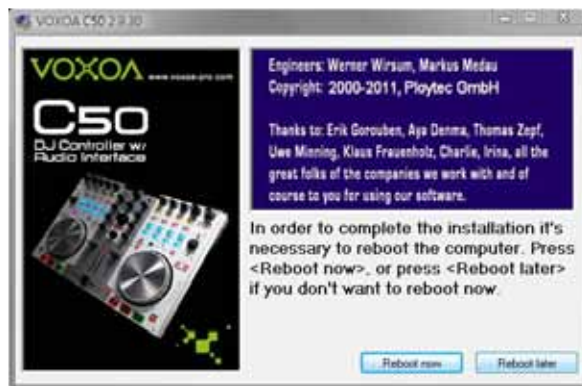 VOXOA C50 2.9.30
VOXOA www.voxoa-pro.com
C50
DJ Controller w/
Audio Interface
Engineers: Werner Wirsum, Markus Medau
Copyright: 2000-2011, Ploytec GmbH
Thanks to: Erik Gorouben, Aya Denma, Thomas Zepf,
Uwe Minning, Klaus Frauenholz, Charlie, Irina, all the
great folks of the companies we work with and of
course to you for using our software.
In order to complete the installation it's
necessary to reboot the computer. Press
<Reboot now>, or press <Reboot later>
if you don't want to reboot now.
Reboot now
Reboot later